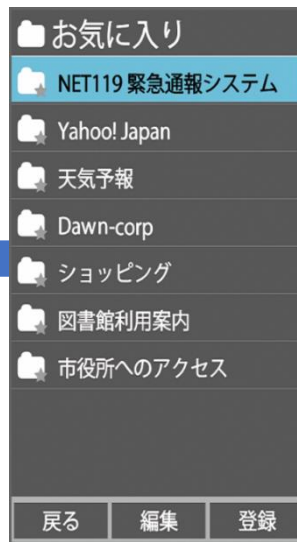 お気に入り
NET119 緊急通報システム
Yahoo! Japan
天気予報
Dawn-corp
ショッピング
図書館利用案内
市役所へのアクセス
戻る 編集 登録